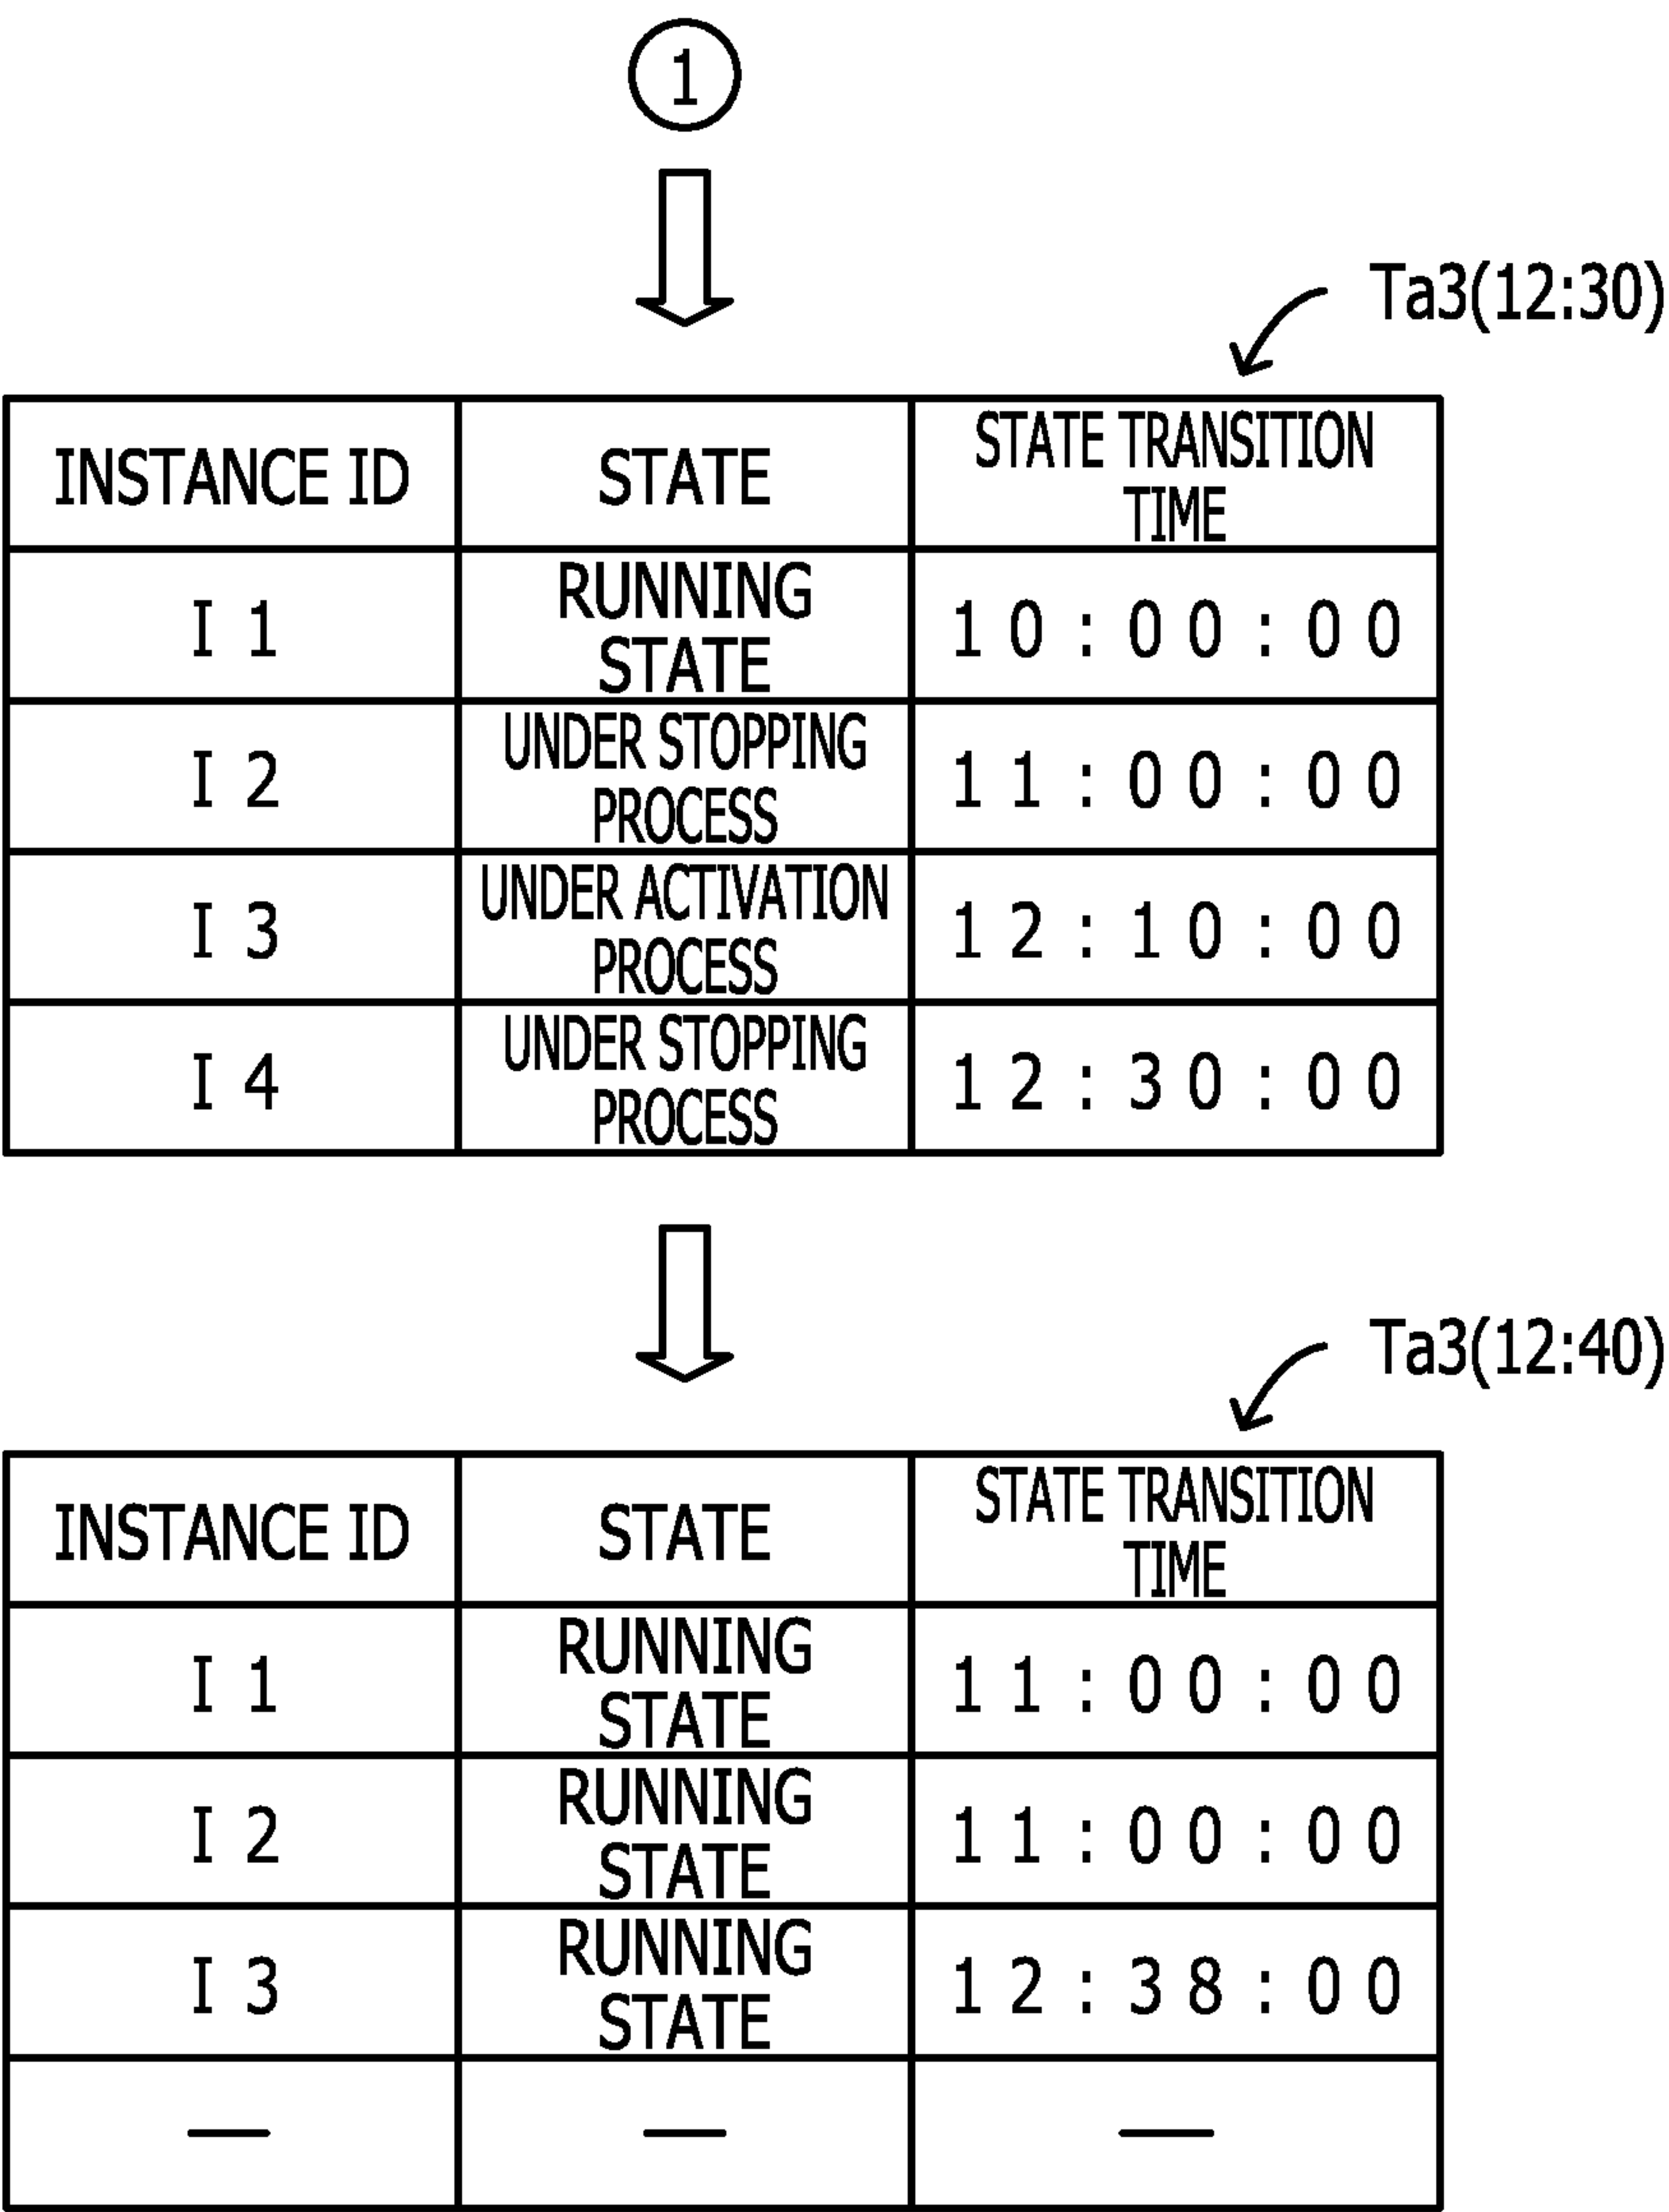 1
Ta3(12:30)
INSTANCE ID
STATE
STATE TRANSITION
TIME
I 1
RUNNING
STATE
10:00:00
I 2
UNDER STOPPING
PROCESS
11:00:00
I 3
UNDER ACTIVATION
PROCESS
12:10:00
I 4
UNDER STOPPING
PROCESS
12:30:00
Ta3(12:40)
INSTANCE ID
STATE
STATE TRANSITION
TIME
I 1
RUNNING
STATE
11:00:00
I 2
RUNNING
STATE
11:00:00
I 3
RUNNING
STATE
12:38:00
—
—
—